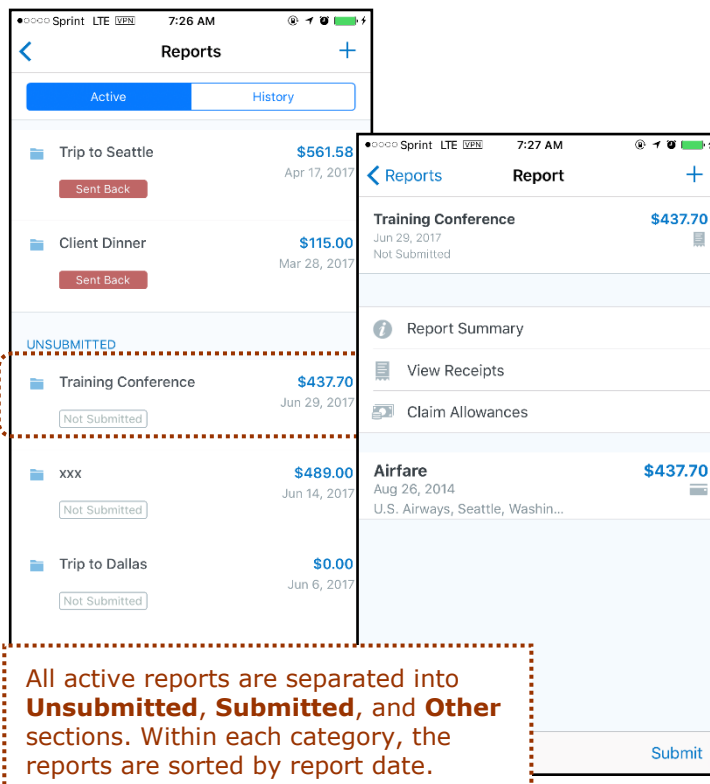 Sprint LTE VPN 7:26 AM
Reports +
Active History
Trip to Seattle $561.58
Apr 17, 2017
Sent Back
Client Dinner $115.00
Mar 28, 2017
Sent Back
UNSUBMITTED
Training Conference $437.70
Jun 29, 2017
Not Submitted
xxx $489.00
Jun 14, 2017
Not Submitted
Trip to Dallas $0.00
Jun 6, 2017
Not Submitted
Sprint LTE VPN 7:27 AM
Reports Report +
Training Conference $437.70
Jun 29, 2017
Not Submitted
Report Summary
View Receipts
Claim Allowances
Airfare $437.70
Aug 26, 2014
U.S. Airways, Seattle, Washin...
Submit
All active reports are separated into
Unsubmitted, Submitted, and Other
sections. Within each category, the
reports are sorted by report date.